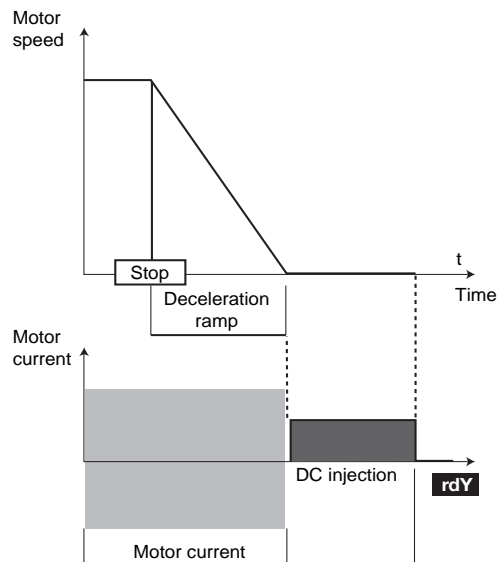 Motor
speed
t
Time
Stop
Deceleration
ramp
Motor
current
DC injection
rdY
Motor current